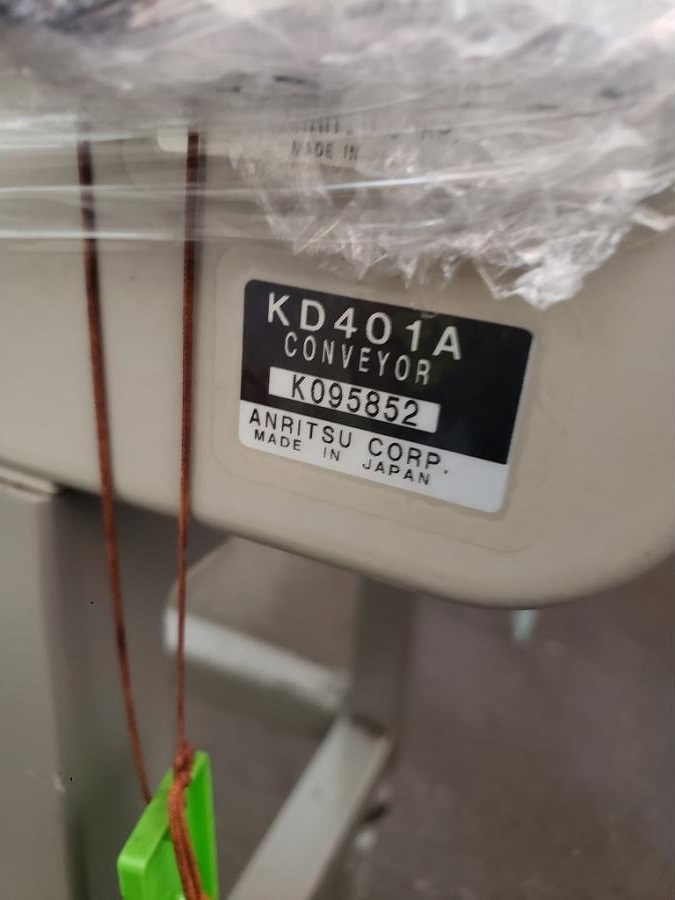 MADE IN
KD401A
CONVEYOR
K095852
ANRITSU CORP.
MADE IN JAPAN